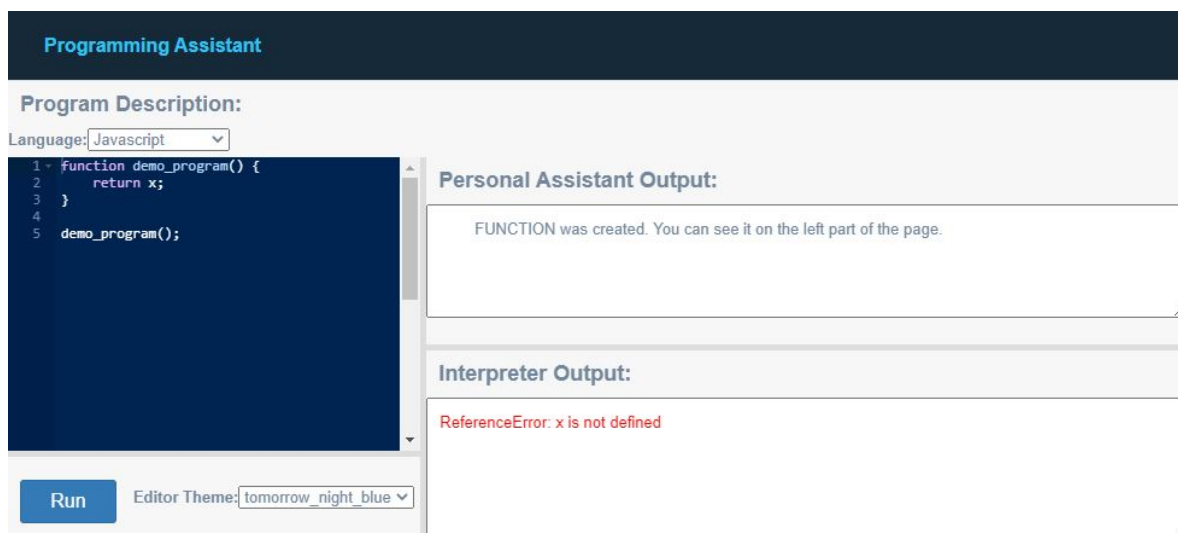 Programming Assistant
Program Description:
Language: Javascript
1 function demo_program() {
2     return x;
3 }
4
5 demo_program();
Run
Editor Theme: tomorrow_night_blue
Personal Assistant Output:
FUNCTION was created. You can see it on the left part of the page.
Interpreter Output:
ReferenceError: x is not defined